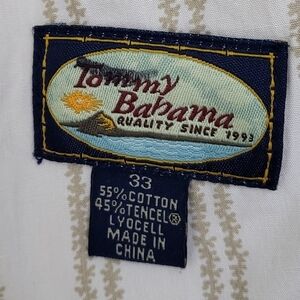 Tommy
Bahama
QUALITY SINCE 1993
33
55% COTTON
45% TENCEL®
LYOCELL
MADE IN
CHINA